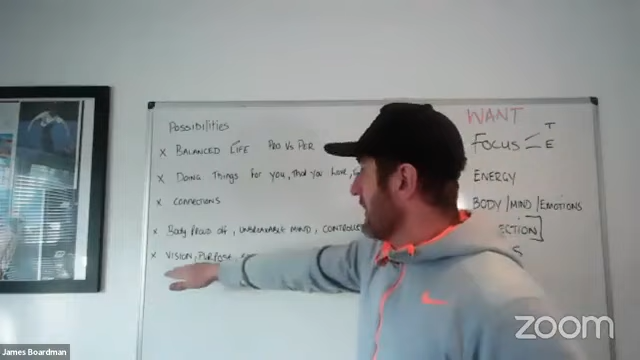 Possibilities
WANT
x BALANCED LIFE PRO VS PER
FOCUS < T E
x DOING THINGS FOR YOU, THAT YOU LOVE,
ENERGY
x CONNECTIONS
BODY / MIND / EMOTIONS
x BODY PROUD OF, UNBREAKABLE MIND, CONTROLLED
ECTION
x VISION, PURPOSE
S
zoom
James Boardman